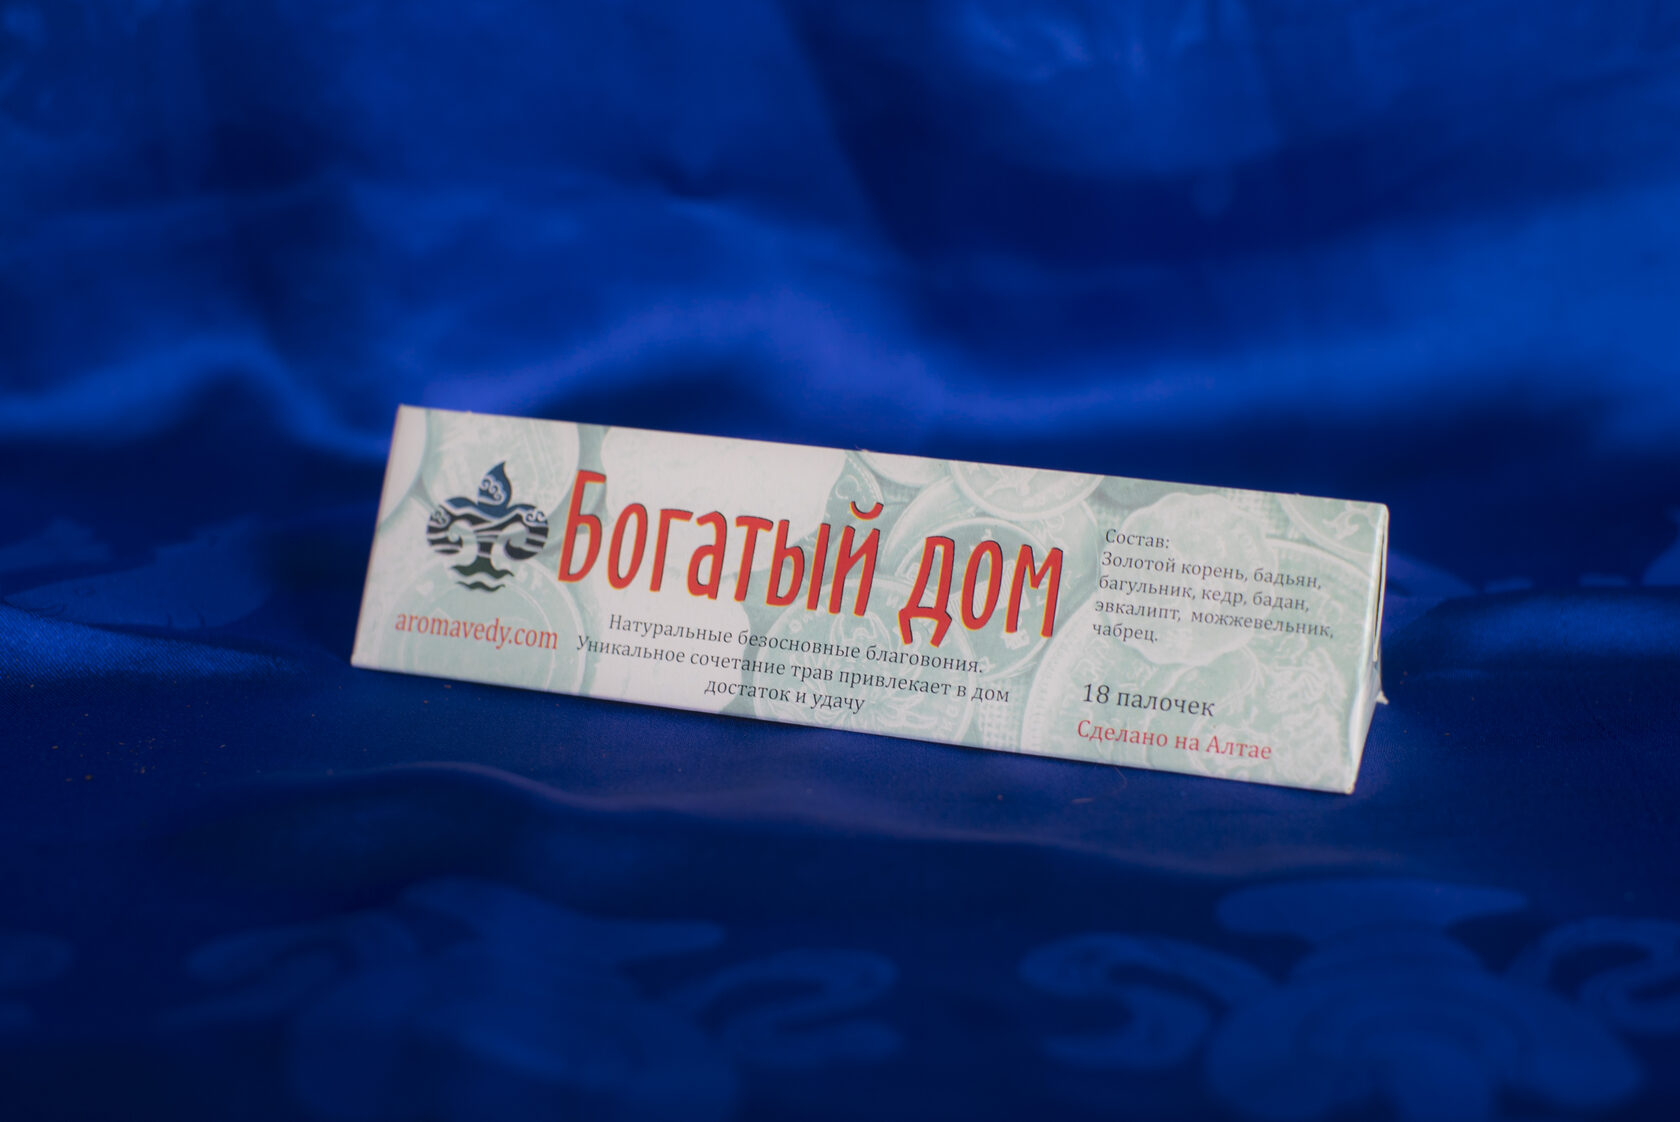 Богатый дом
aromavedy.com
Натуральные безосновные благовония.
Уникальное сочетание трав привлекает в дом
достаток и удачу
Состав:
Золотой корень, бадьян,
багульник, кедр, бадан,
эвкалипт, можжевельник,
чабрец.
18 палочек
Сделано на Алтае